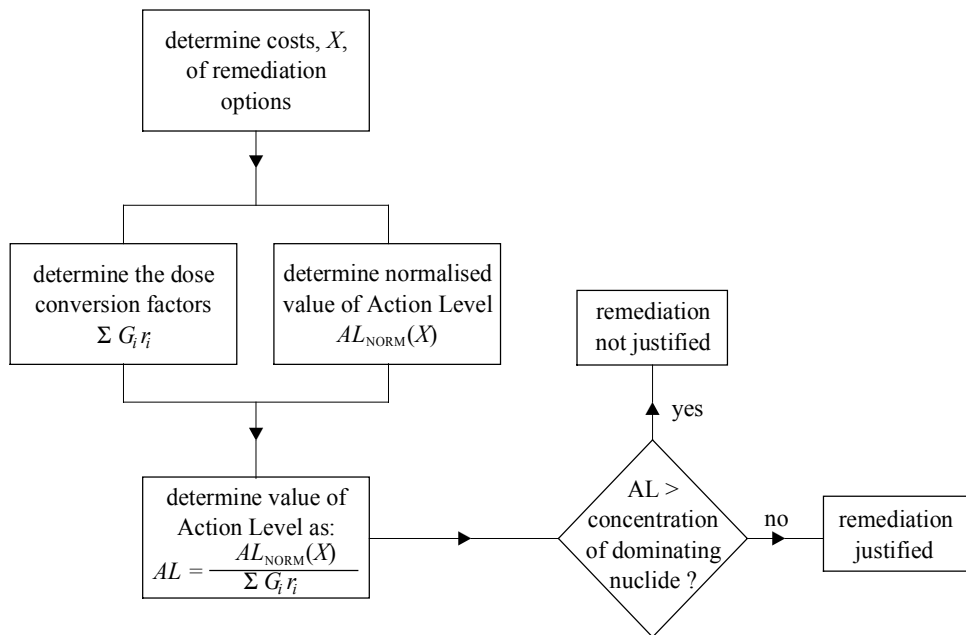 determine costs, X,
of remediation
options
determine the dose
conversion factors
Σ G_i r_i
determine normalised
value of Action Level
AL_NORM(X)
determine value of
Action Level as:
AL = AL_NORM(X) / Σ G_i r_i
AL >
concentration
of dominating
nuclide ?
yes
remediation
not justified
no
remediation
justified